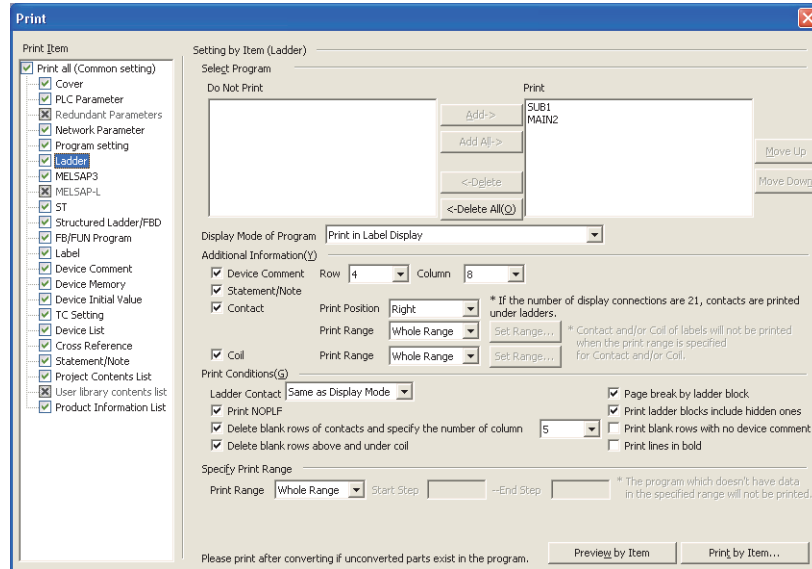 Print
Print Item
Print all (Common setting)
Cover
PLC Parameter
Redundant Parameters
Network Parameter
Program setting
Ladder
MELSAP3
MELSAP-L
ST
Structured Ladder/FBD
FB/FUN Program
Label
Device Comment
Device Memory
Device Initial Value
TC Setting
Device List
Cross Reference
Statement/Note
Project Contents List
User library contents list
Product Information List
Setting by Item (Ladder)
Select Program
Do Not Print
Print
Add->
Add All->
<-Delete
<-Delete All(O)
SUB1
MAIN2
Move Up
Move Down
Display Mode of Program Print in Label Display
Additional Information(Y)
Device Comment Row 4 Column 8
Statement/Note
Contact Print Position Right
* If the number of display connections are 21, contacts are printed
under ladders.
Print Range Whole Range Set Range...
* Contact and/or Coil of labels will not be printed
when the print range is specified
for Contact and/or Coil.
Coil Print Range Whole Range Set Range...
Print Conditions(G)
Ladder Contact Same as Display Mode
Print NOPLF
Delete blank rows of contacts and specify the number of column 5
Delete blank rows above and under coil
Page break by ladder block
Print ladder blocks include hidden ones
Print blank rows with no device comment
Print lines in bold
Specify Print Range
Print Range Whole Range Start Step --End Step
* The program which doesn't have data
in the specified range will not be printed.
Please print after converting if unconverted parts exist in the program.
Preview by Item
Print by Item...